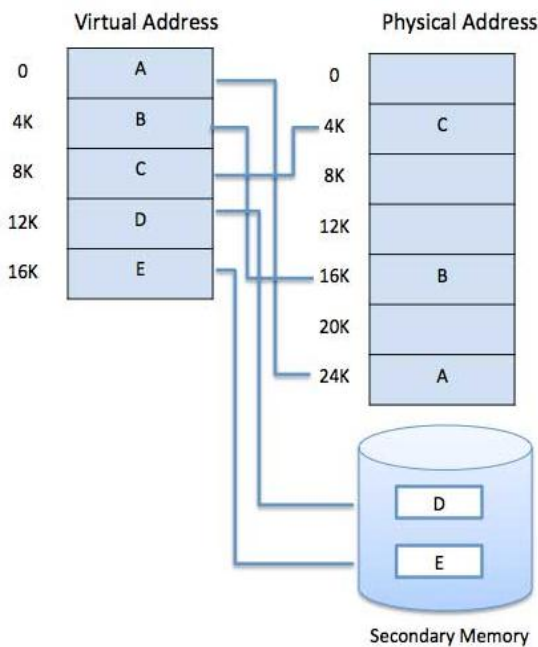 Virtual Address
0 A
4K B
8K C
12K D
16K E
Physical Address
0
4K C
8K
12K
16K B
20K
24K A
D
E
Secondary Memory